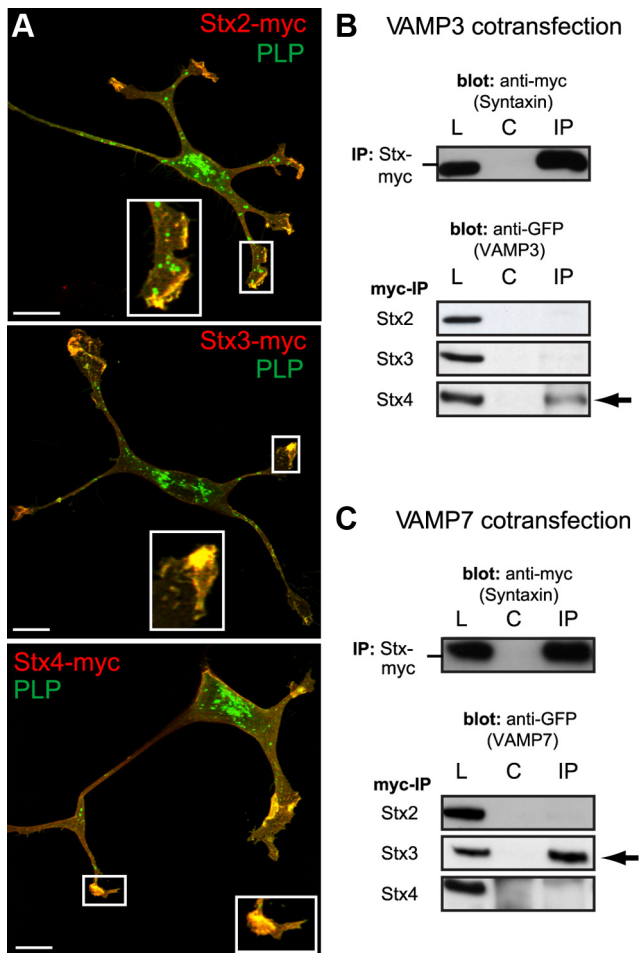 A
Stx2-myc
PLP
Stx3-myc
PLP
Stx4-myc
PLP
B VAMP3 cotransfection
blot: anti-myc
(Syntaxin)
L C IP
IP: Stx-
myc
blot: anti-GFP
(VAMP3)
L C IP
myc-IP
Stx2
Stx3
Stx4
C VAMP7 cotransfection
blot: anti-myc
(Syntaxin)
L C IP
IP: Stx-
myc
blot: anti-GFP
(VAMP7)
L C IP
myc-IP
Stx2
Stx3
Stx4